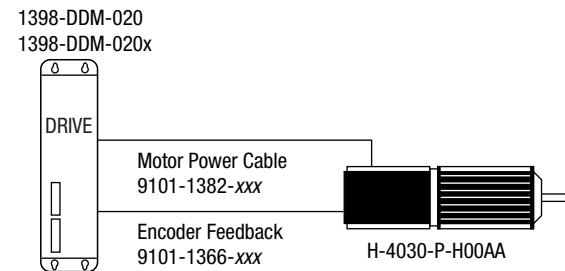 1398-DDM-020
1398-DDM-020x
DRIVE
Motor Power Cable
9101-1382-xxx
Encoder Feedback
9101-1366-xxx
H-4030-P-H00AA